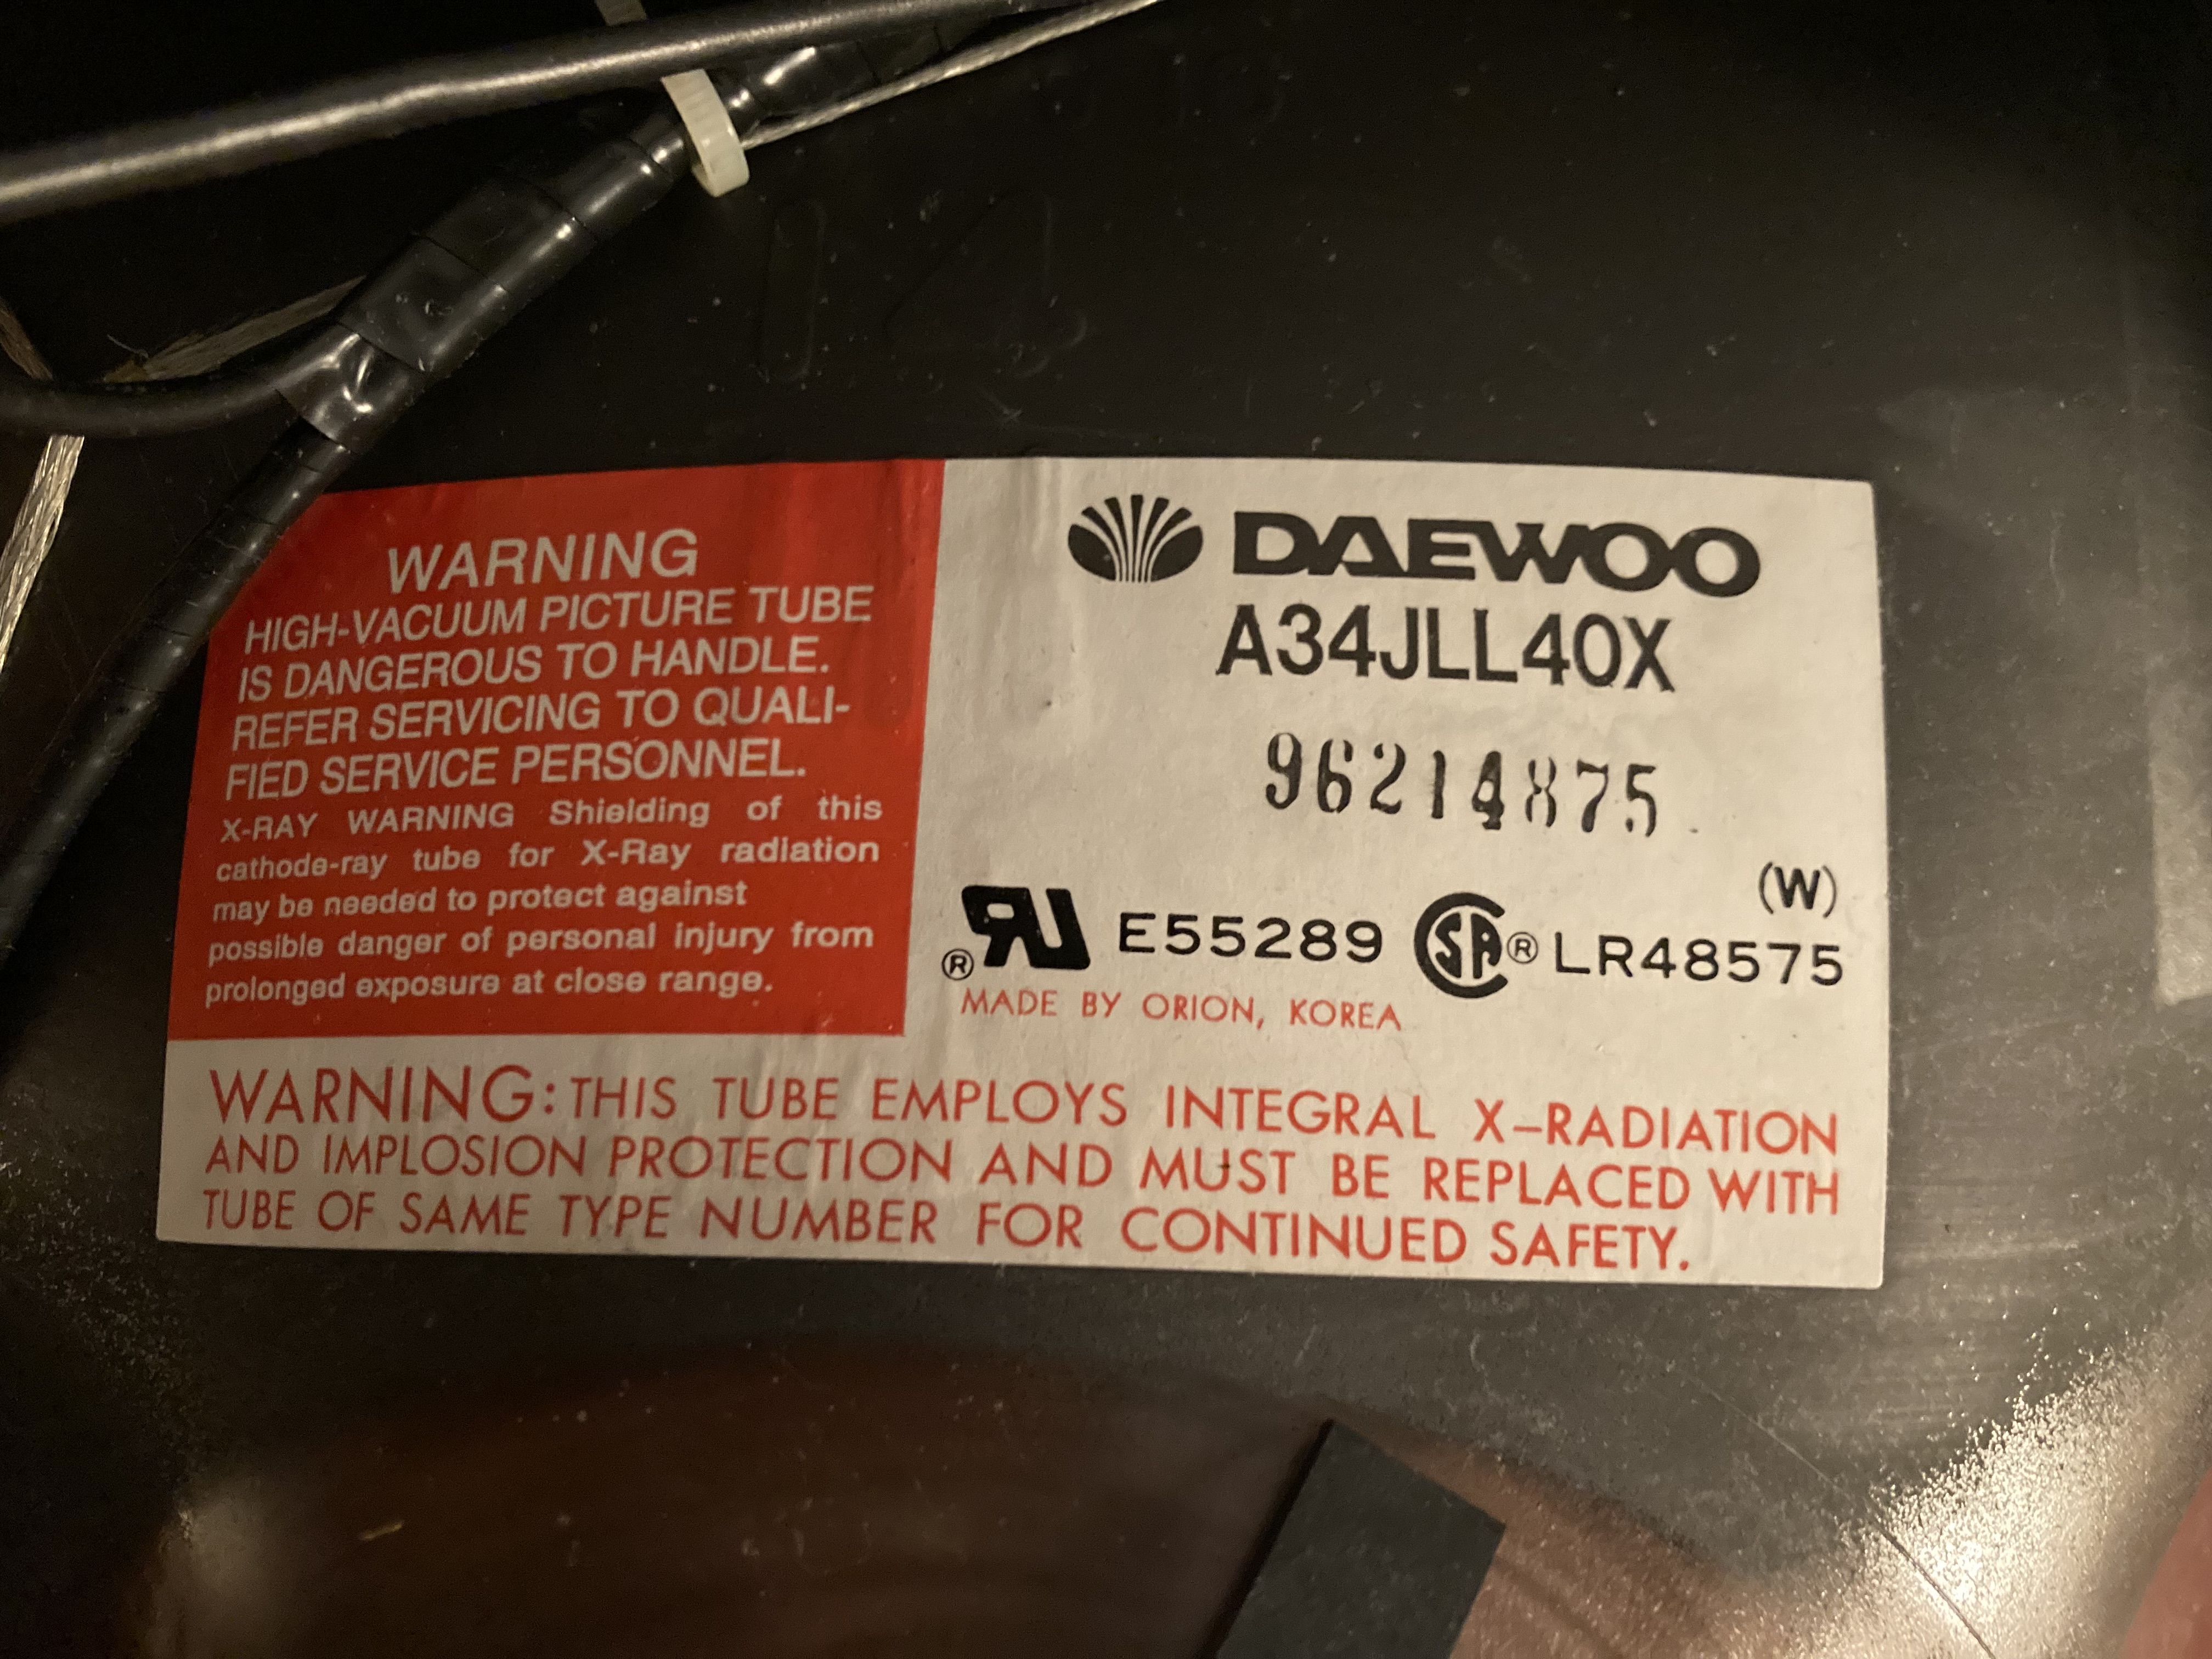 WARNING
HIGH-VACUUM PICTURE TUBE
IS DANGEROUS TO HANDLE.
REFER SERVICING TO QUALI-
FIED SERVICE PERSONNEL.
X-RAY WARNING Shielding of this
cathode-ray tube for X-Ray radiation
may be needed to protect against
possible danger of personal injury from
prolonged exposure at close range.
DAEWOO
A34JLL40X
96214875
(W)
® RU E55289 SA ® LR48575
MADE BY ORION, KOREA
WARNING: THIS TUBE EMPLOYS INTEGRAL X-RADIATION
AND IMPLOSION PROTECTION AND MUST BE REPLACED WITH
TUBE OF SAME TYPE NUMBER FOR CONTINUED SAFETY.